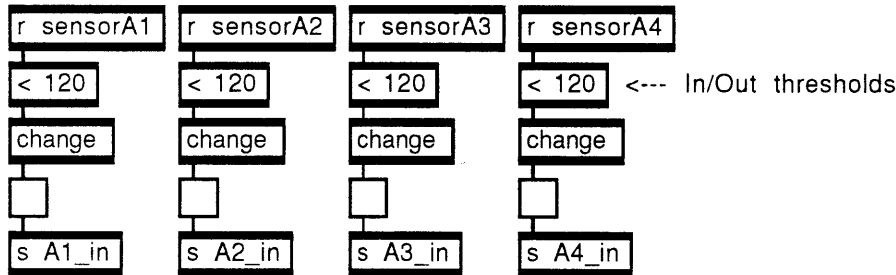 r sensorA1 r sensorA2 r sensorA3 r sensorA4
< 120 < 120 < 120 < 120 <--- In/Out thresholds
change change change change
s A1_in s A2_in s A3_in s A4_in